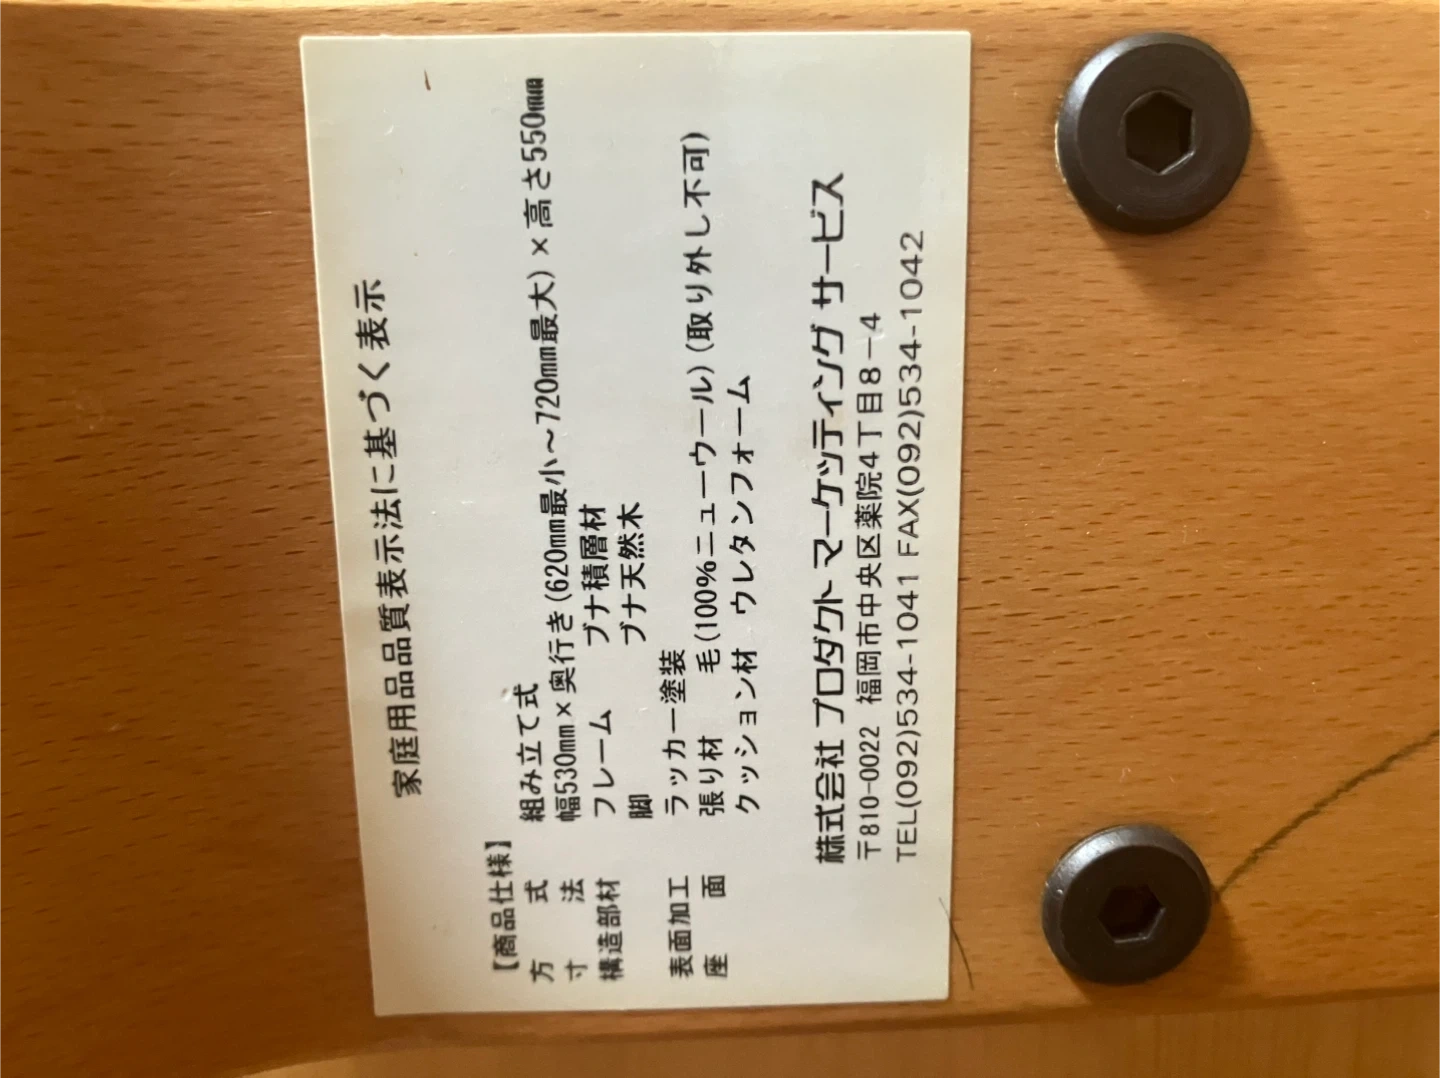 家庭用品品質表示法に基づく表示
【商品仕様】
方　式　組み立て式
寸　法　幅530mm×奥行き(620mm最小〜720mm最大)×高さ550mm
構造部材　フレーム　ブナ積層材
脚　ブナ天然木
表面加工　ラッカー塗装
座　面　張り材　毛(100%ニューウール)(取り外し不可)
クッション材　ウレタンフォーム
株式会社 プロダクト マーケッティング サービス
〒810-0022 福岡市中央区薬院4丁目8-4
TEL(092)534-1041 FAX(092)534-1042